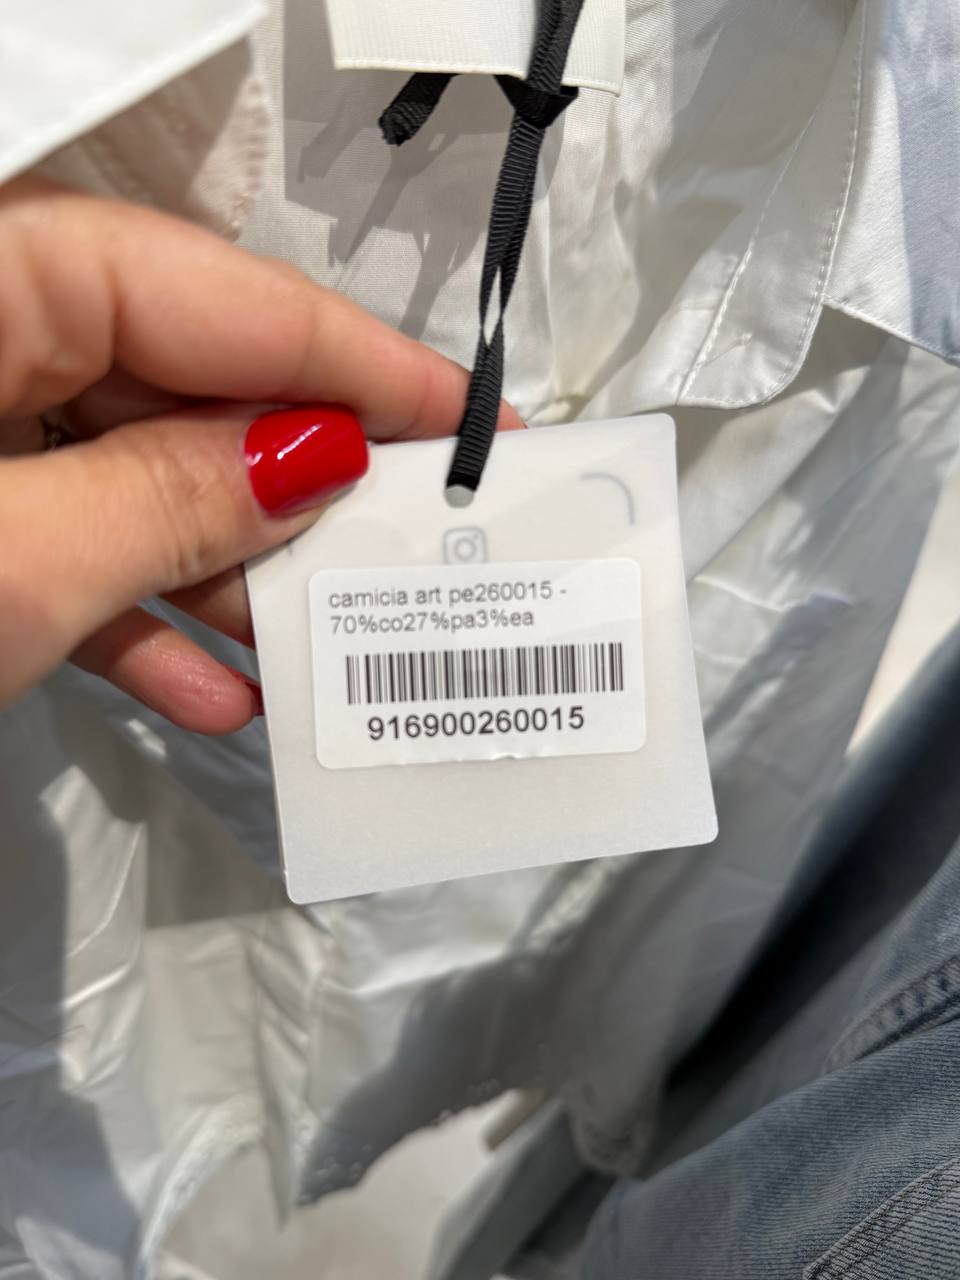 camicia art pe260015 -
70%co27%pa3%ea
916900260015